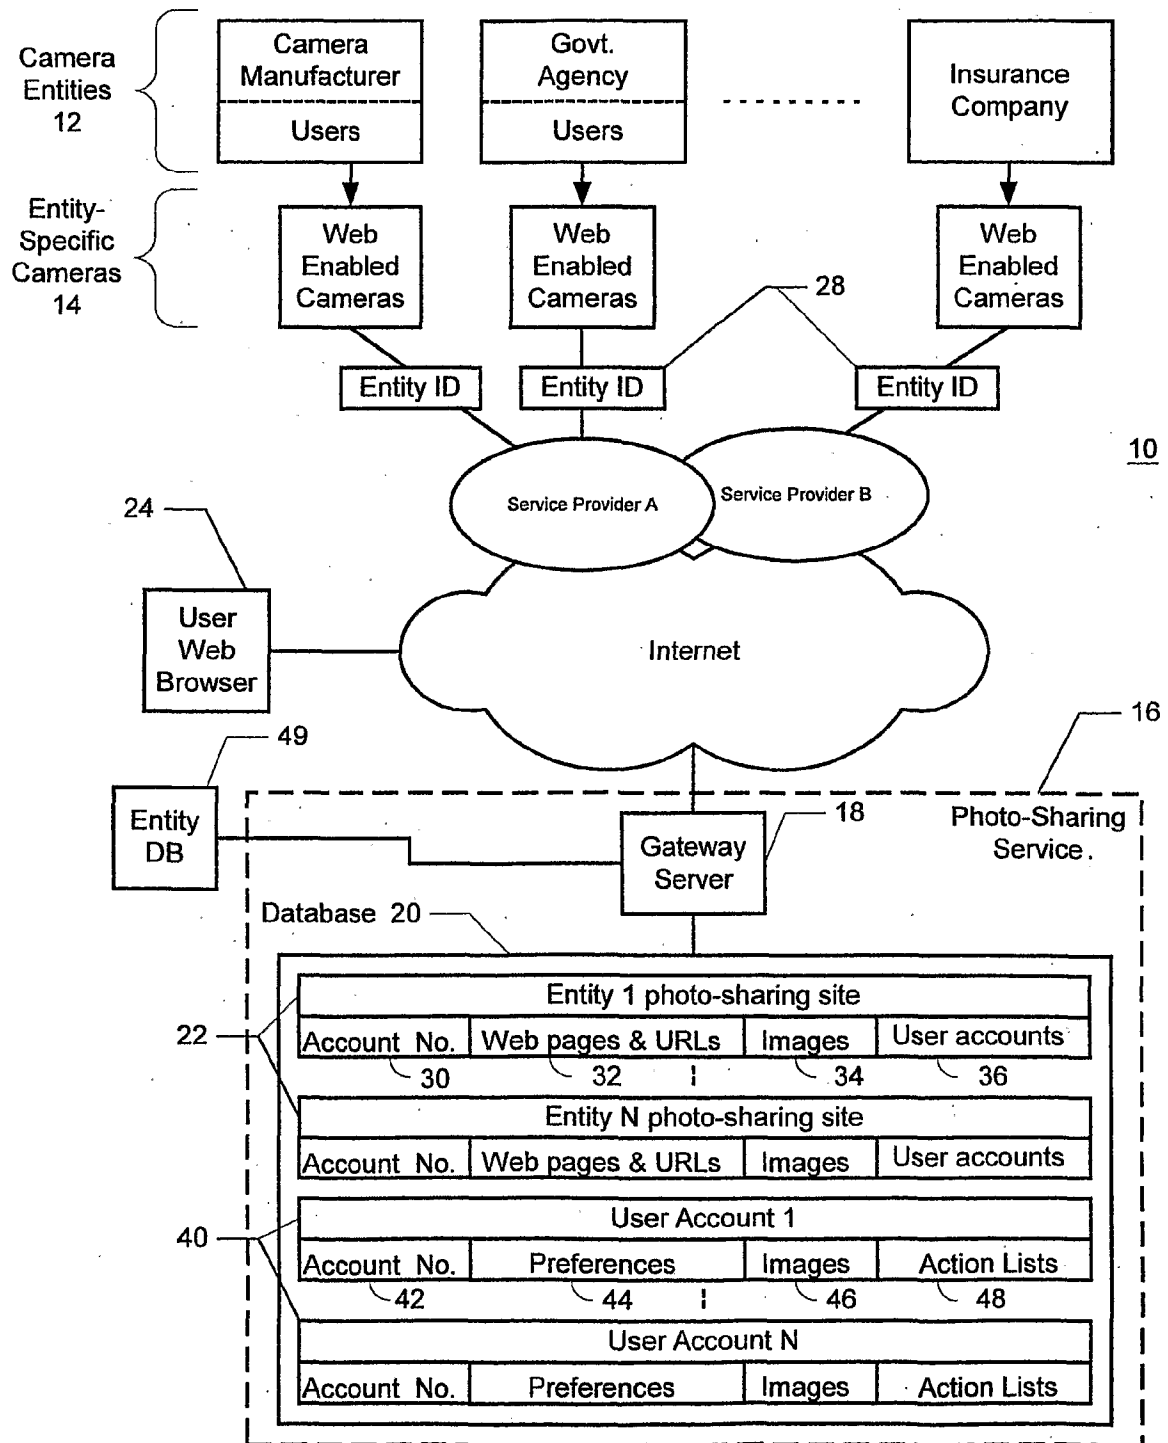 Camera
Entities
12
Camera
Manufacturer
Users
Govt.
Agency
Users
Insurance
Company
Entity-
Specific
Cameras
14
Web
Enabled
Cameras
Web
Enabled
Cameras
Web
Enabled
Cameras
28
Entity ID
Entity ID
Entity ID
10
Service Provider A
Service Provider B
24
User
Web
Browser
Internet
16
49
Entity
DB
Gateway
Server
18
Photo-Sharing
Service.
Database 20
Entity 1 photo-sharing site
Account No.
Web pages & URLs
Images
User accounts
22
30
32
34
36
Entity N photo-sharing site
Account No.
Web pages & URLs
Images
User accounts
User Account 1
40
Account No.
Preferences
Images
Action Lists
42
44
46
48
User Account N
Account No.
Preferences
Images
Action Lists